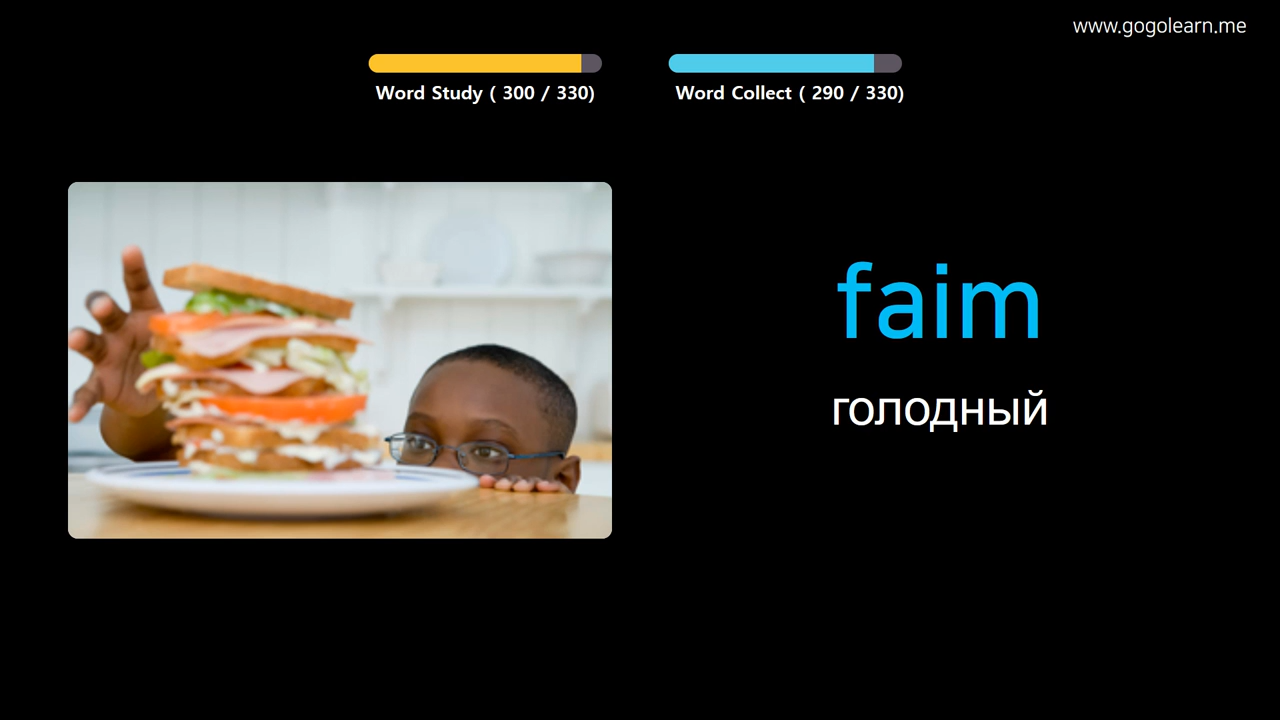 www.gogolearn.me
Word Study ( 300 / 330)
Word Collect ( 290 / 330)
faim
голодный